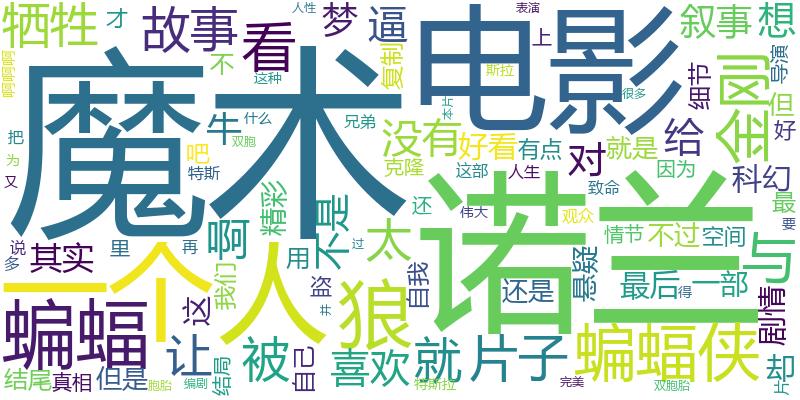 牺牲
才
故事
看
梦
逼
人性
表演
上
叙事
想
魔术
电影
不
这种
啊啊啊
复制
斯拉
很多
细节
导演
金刚
但
好
牛
什么
兄弟
没有
本片
给
把
为
又
吧
特斯
双胞
好看
有点
对
就是
克隆
这部
人生
因为
科幻
致命
最
要
诺兰
精彩
啊
不是
太
还
伟大
观众
情节
不过
空间
与
说
多
其实
里
再
一个
人
我们
用
过
盗
井
自我
还是
悬疑
最后
一部
得
剧情
这
狼
蝙蝠
让
被
自己
喜欢
就
片子
蝙蝠侠
却
片
结尾
真相
但是
胞胎
编剧
结局
特斯拉
完美
双胞胎